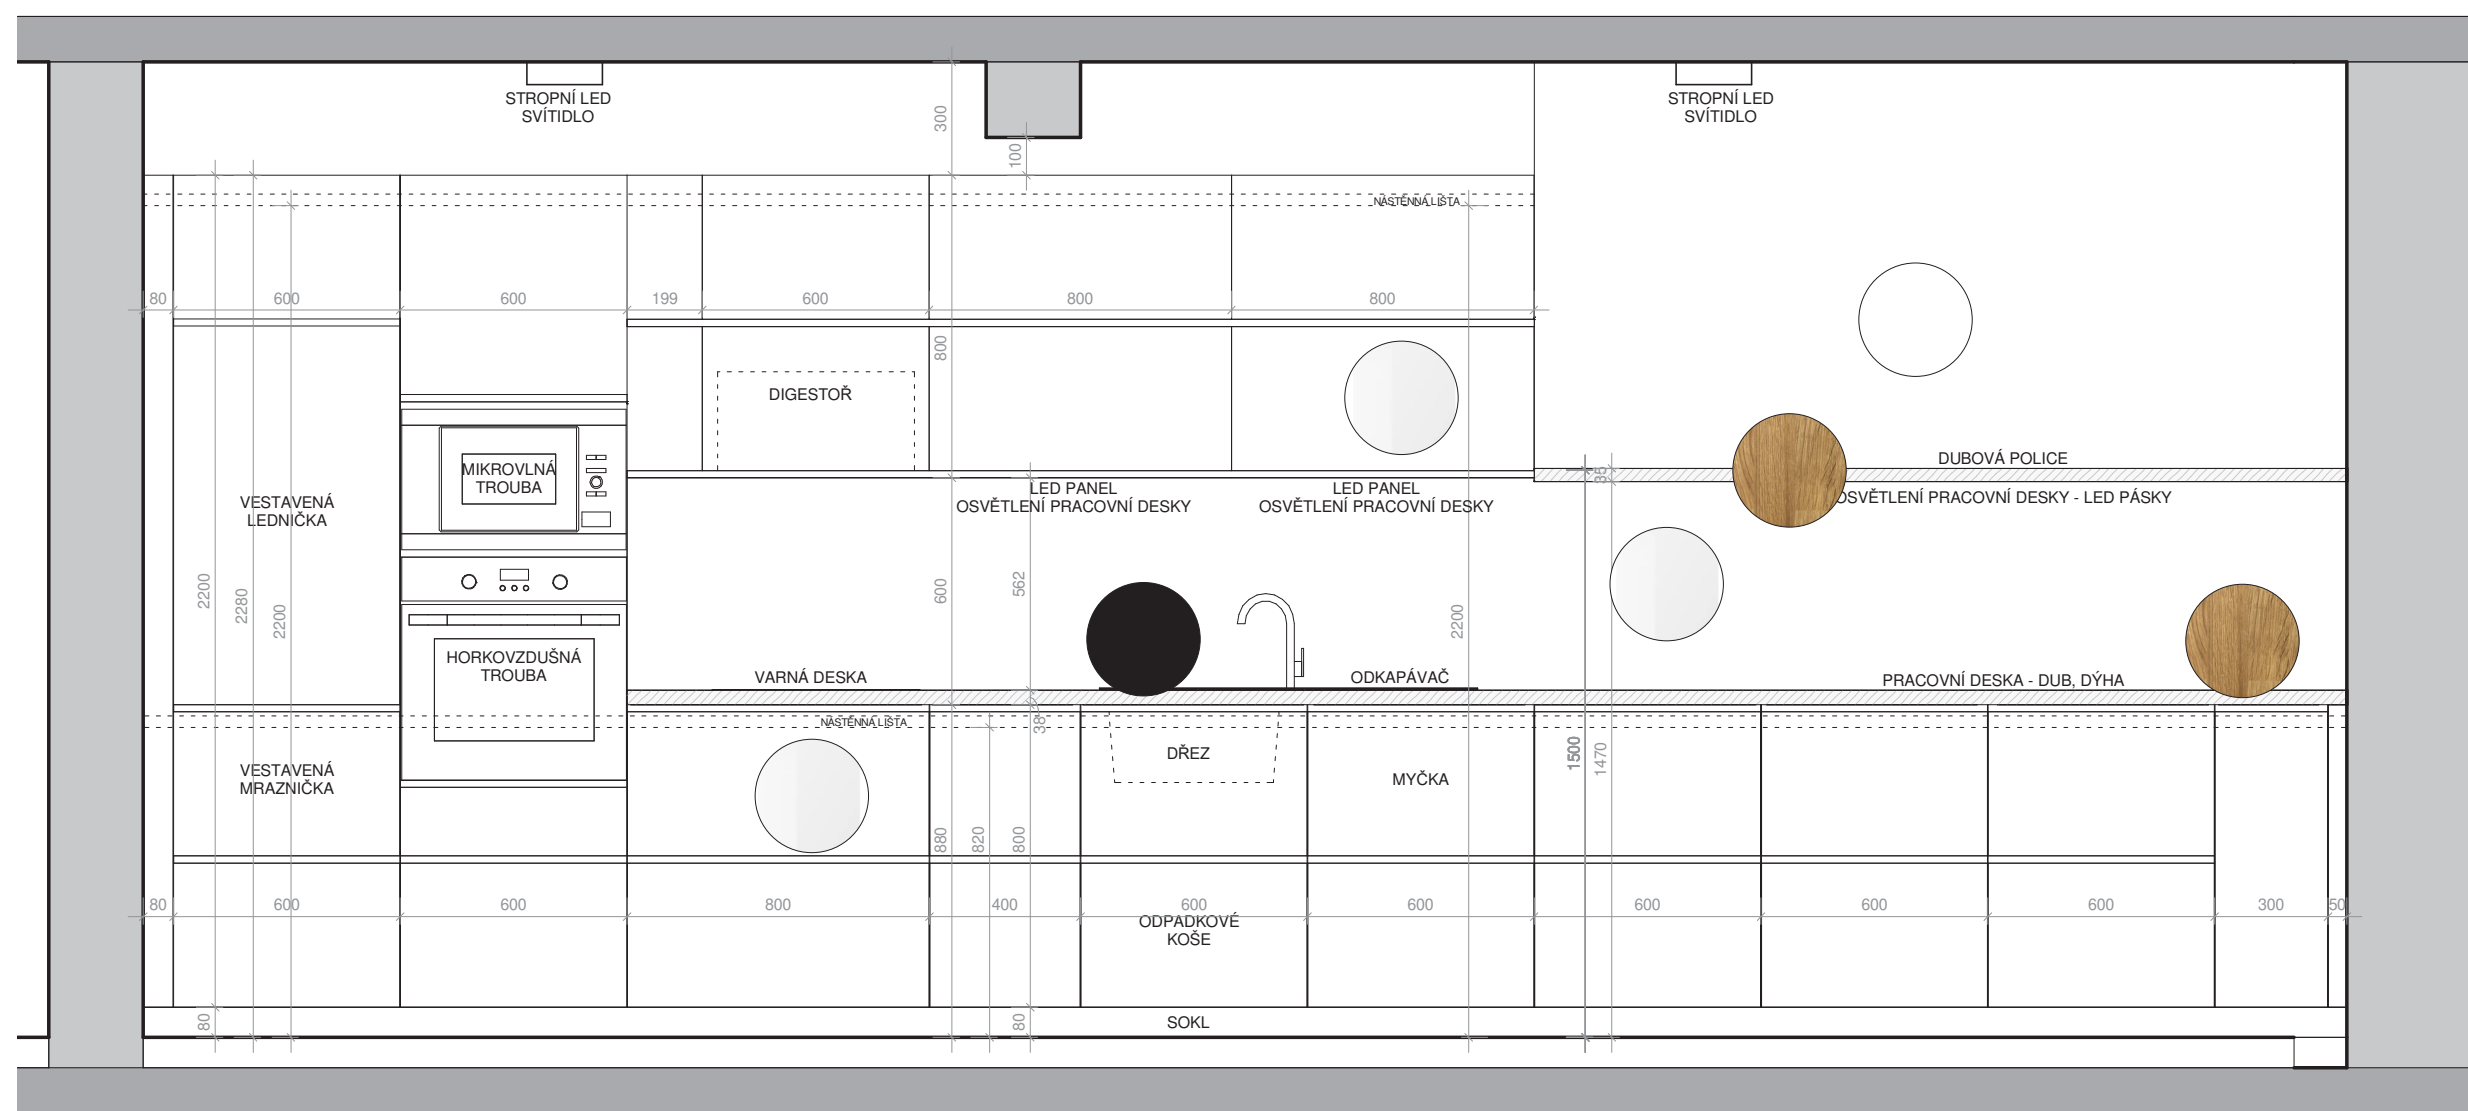 STROPNÍ LED
SVÍTIDLO
STROPNÍ LED
SVÍTIDLO
300
100
NÁSTĚNNÁ LIŠTA
80
600
600
199
600
800
800
800
DIGESTOŘ
MIKROVLNÁ
TROUBA
VESTAVENÁ
LEDNIČKA
LED PANEL
OSVĚTLENÍ PRACOVNÍ DESKY
LED PANEL
OSVĚTLENÍ PRACOVNÍ DESKY
DUBOVÁ POLICE
35
OSVĚTLENÍ PRACOVNÍ DESKY - LED PÁSKY
2200
2280
2200
600
562
2200
HORKOVZDUŠNÁ
TROUBA
VARNÁ DESKA
ODKAPÁVAČ
PRACOVNÍ DESKA - DUB, DÝHA
NÁSTĚNNÁ LIŠTA
38
DŘEZ
1500
1470
VESTAVENÁ
MRAZNIČKA
MYČKA
880
820
800
80
600
600
800
400
600
600
600
600
600
300
50
ODPADKOVÉ
KOŠE
80
80
SOKL